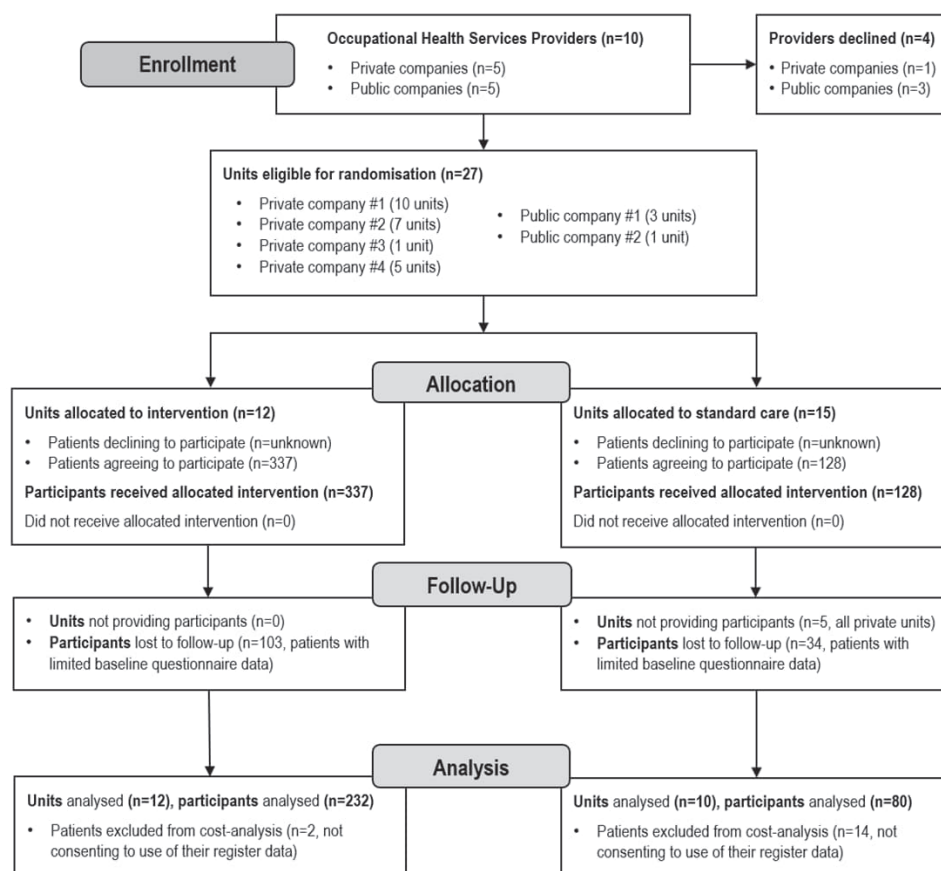 Enrollment
Occupational Health Services Providers (n=10)
• Private companies (n=5)
• Public companies (n=5)
Providers declined (n=4)
• Private companies (n=1)
• Public companies (n=3)
Units eligible for randomisation (n=27)
• Private company #1 (10 units)
• Private company #2 (7 units)
• Private company #3 (1 unit)
• Private company #4 (5 units)
• Public company #1 (3 units)
• Public company #2 (1 unit)
Allocation
Units allocated to intervention (n=12)
• Patients declining to participate (n=unknown)
• Patients agreeing to participate (n=337)
Participants received allocated intervention (n=337)
Did not receive allocated intervention (n=0)
Units allocated to standard care (n=15)
• Patients declining to participate (n=unknown)
• Patients agreeing to participate (n=128)
Participants received allocated intervention (n=128)
Did not receive allocated intervention (n=0)
Follow-Up
• Units not providing participants (n=0)
• Participants lost to follow-up (n=103, patients with
limited baseline questionnaire data)
• Units not providing participants (n=5, all private units)
• Participants lost to follow-up (n=34, patients with
limited baseline questionnaire data)
Analysis
Units analysed (n=12), participants analysed (n=232)
• Patients excluded from cost-analysis (n=2, not
consenting to use of their register data)
Units analysed (n=10), participants analysed (n=80)
• Patients excluded from cost-analysis (n=14, not
consenting to use of their register data)